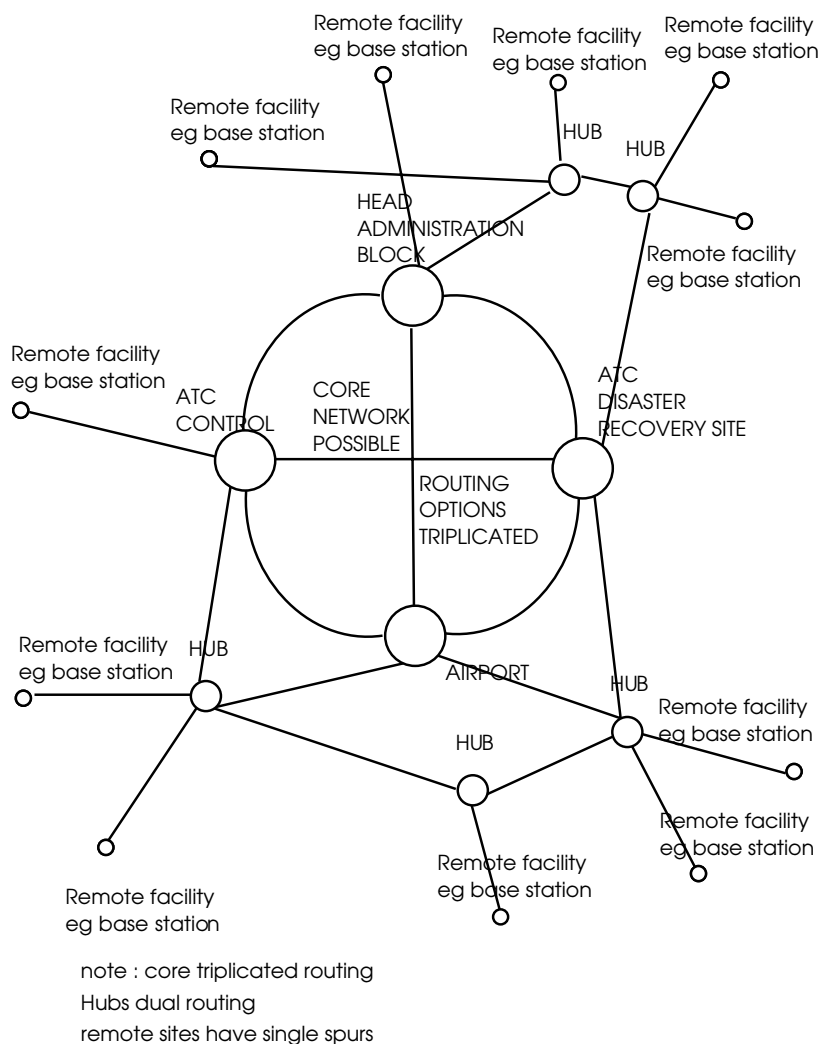 Remote facility
eg base station
Remote facility
eg base station
Remote facility
eg base station
Remote facility
eg base station
HUB
HUB
HEAD
ADMINISTRATION
BLOCK
Remote facility
eg base station
Remote facility
eg base station
ATC
CONTROL
CORE
NETWORK
POSSIBLE
ATC
DISASTER
RECOVERY SITE
ROUTING
OPTIONS
TRIPLICATED
Remote facility
eg base station
HUB
AIRPORT
HUB
Remote facility
eg base station
HUB
Remote facility
eg base station
Remote facility
eg base station
Remote facility
eg base station
note : core triplicated routing
Hubs dual routing
remote sites have single spurs